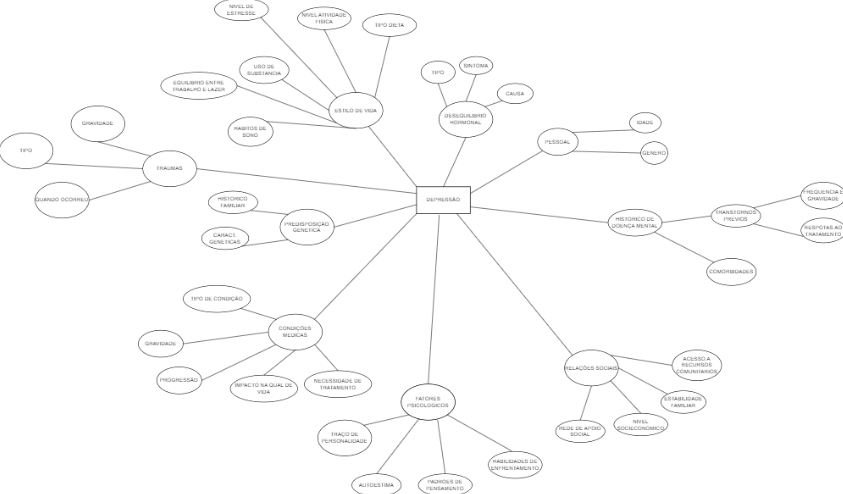 NIVEL DE
ESTRESSE
NIVEL ATIVIDADE
FISICA
TIPO DIETA
USO DE
SUBSTANCIA
EQUILIBRIO ENTRE
TRABALHO E LAZER
HABITOS DE
SONO
ESTILO DE VIDA
TIPO
SINTOMA
CAUSA
DESEQUILIBRIO
HORMONAL
PESSOAL
IDADE
GENERO
GRAVIDADE
TIPO
QUANDO OCORREU
TRAUMAS
DEPRESSÃO
HISTORICO
FAMILIAR
CARACT.
GENETICAS
PREDISPOSIÇÃO
GENETICA
HISTORICO DE
DOENÇA MENTAL
TRANSTORNOS
PREVIOS
FREQUENCIA E
GRAVIDADE
RESPOTAS AO
TRATAMENTO
COMORBIDADES
TIPO DE CONDIÇÃO
GRAVIDADE
PROGRESSÃO
IMPACTO NA QUAL DE
VIDA
NECESSIDADE DE
TRATAMENTO
CONDIÇÕES
MEDICAS
FATORES
PSICOLOGICOS
TRAÇO DE
PERSONALIDADE
AUTOESTIMA
PADRÕES DE
PENSAMENTO
HABILIDADES DE
ENFRENTAMENTO
RELAÇÕES SOCIAIS
ACESSO A
RECURSOS
COMUNITARIOS
ESTABILIDADE
FAMILIAR
NIVEL
SOCIOECONOMICO
REDE DE APOIO
SOCIAL